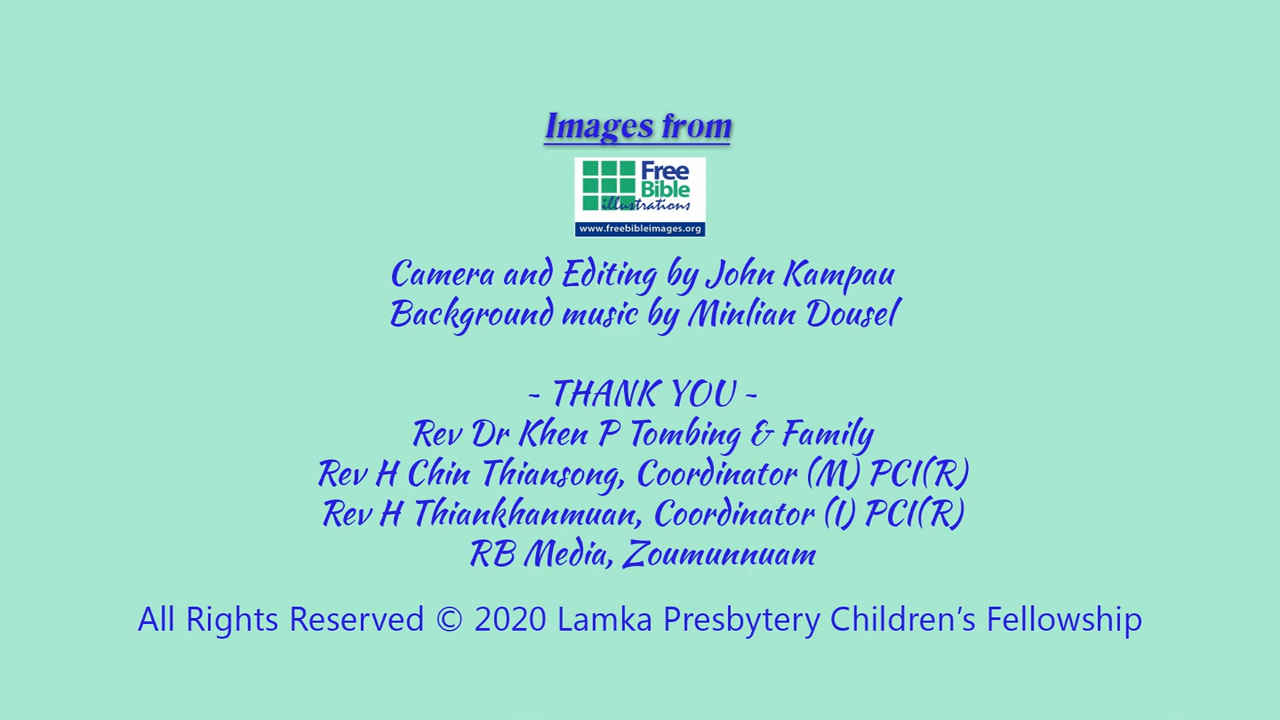 Images from
Free
Bible
illustrations
www.freebibleimages.org
Camera and Editing by John Kampau
Background music by Minlian Dousel
~ THANK YOU ~
Rev Dr Khen P Tombing & Family
Rev H Chin Thiansong, Coordinator (M) PCI(R)
Rev H Thiankhanmuan, Coordinator (I) PCI(R)
RB Media, Zoumunnuam
All Rights Reserved © 2020 Lamka Presbytery Children’s Fellowship